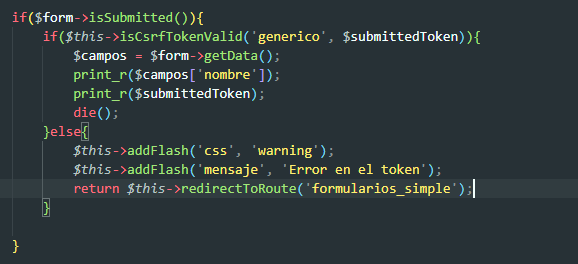 if($form->isSubmitted()){
if($this->isCsrfTokenValid('generico', $submittedToken)){
$campos = $form->getData();
print_r($campos['nombre']);
print_r($submittedToken);
die();
}else{
$this->addFlash('css', 'warning');
$this->addFlash('mensaje', 'Error en el token');
return $this->redirectToRoute('formularios_simple');
}
}